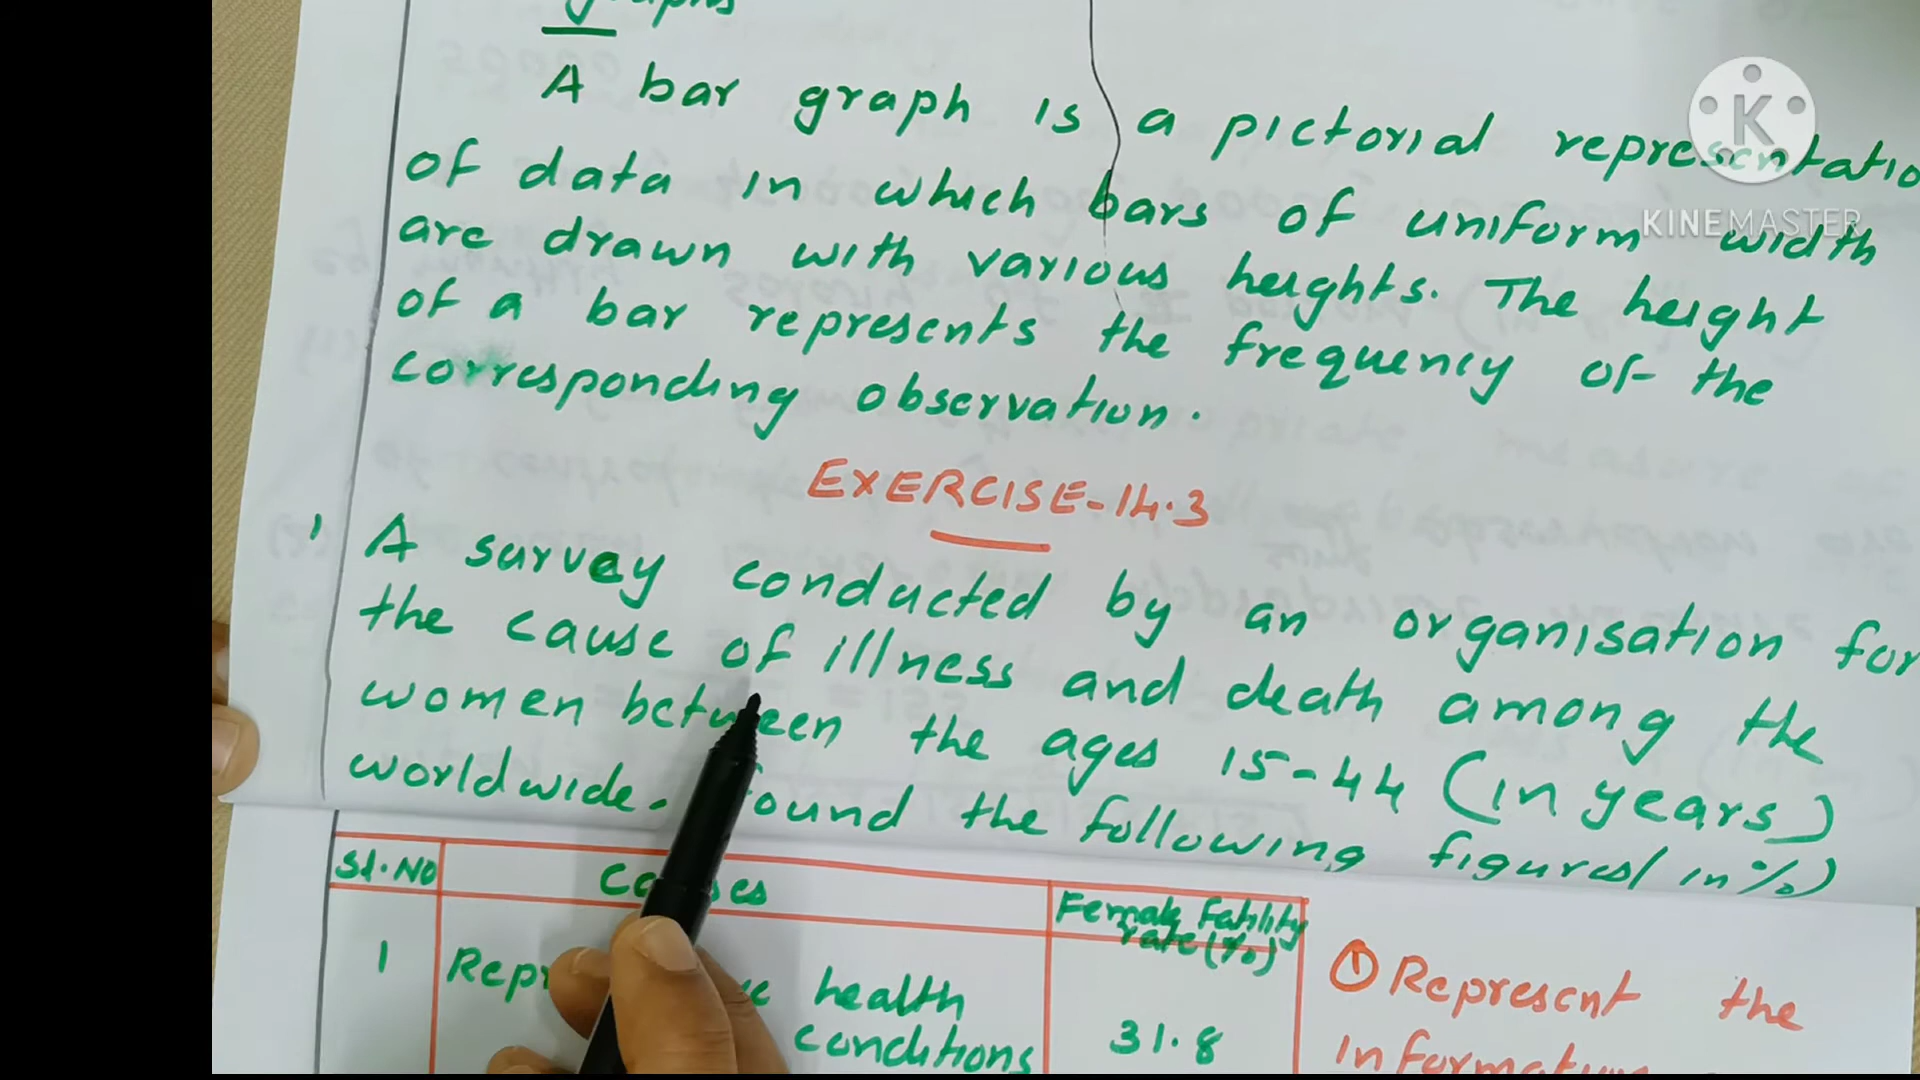 graphs
A bar graph is a pictorial representatio
of data in which bars of uniform width
are drawn with various heights. The height
of a bar represents the frequency of the
corresponding observation.
EXERCISE-14.3
1 A survey conducted by an organisation for
the cause of illness and death among the
women between the ages 15-44 (in years)
worldwide. found the following figures (in %)
Sl.NO
Female Fatility
rate (%)
1
health
conditions
31.8
① Represent the
K
KINEMASTER